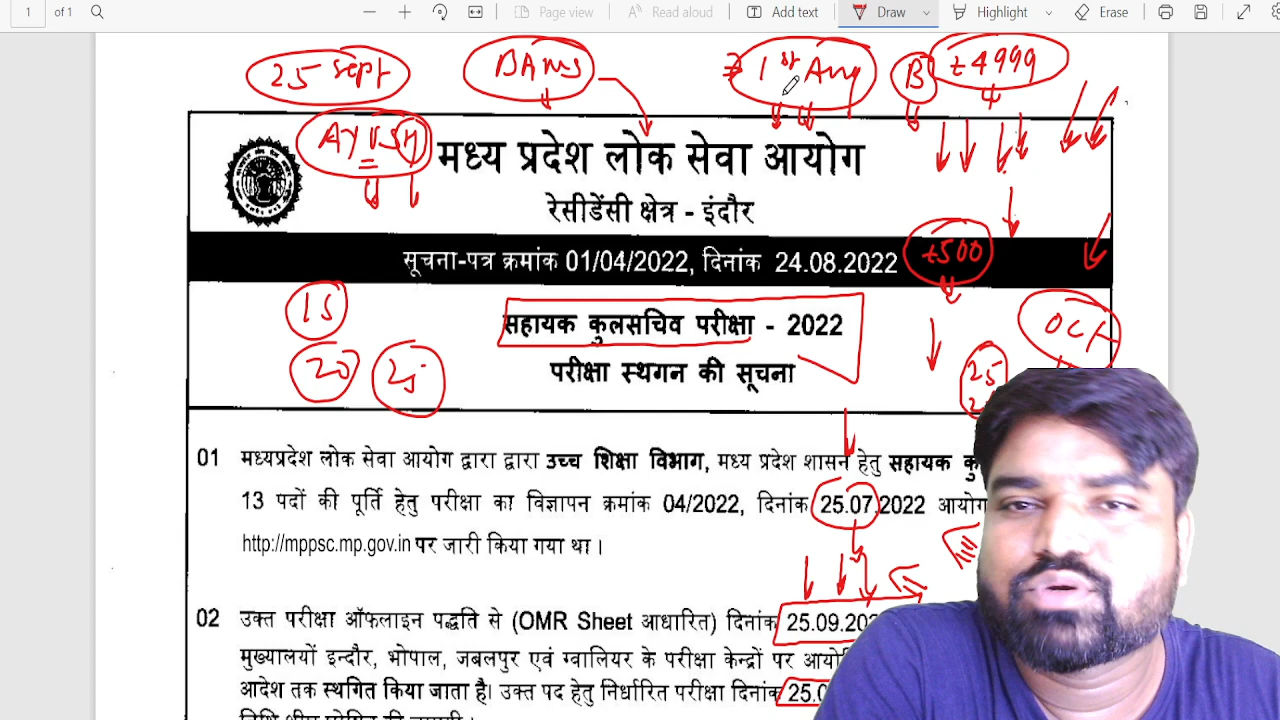 1 of 1 Page view Read aloud Add text Draw Highlight Erase
25 Sept BAMS 1st Aug B ₹4999
AYUSH
मध्य प्रदेश लोक सेवा आयोग
रेसीडेंसी क्षेत्र - इंदौर
सूचना-पत्र क्रमांक 01/04/2022, दिनांक 24.08.2022 ₹500
15
सहायक कुलसचिव परीक्षा - 2022 Oct
परीक्षा स्थगन की सूचना
20 25 25
01 मध्यप्रदेश लोक सेवा आयोग द्वारा द्वारा उच्च शिक्षा विभाग, मध्य प्रदेश शासन हेतु सहायक कु
13 पदों की पूर्ति हेतु परीक्षा का विज्ञापन क्रमांक 04/2022, दिनांक 25.07.2022 आयोग
http://mppsc.mp.gov.in पर जारी किया गया था।
02 उक्त परीक्षा ऑफलाइन पद्धति से (OMR Sheet आधारित) दिनांक 25.09.202
मुख्यालयों इन्दौर, भोपाल, जबलपुर एवं ग्वालियर के परीक्षा केन्द्रों पर आयो
आदेश तक स्थगित किया जाता है। उक्त पद हेतु निर्धारित परीक्षा दिनांक 25.0